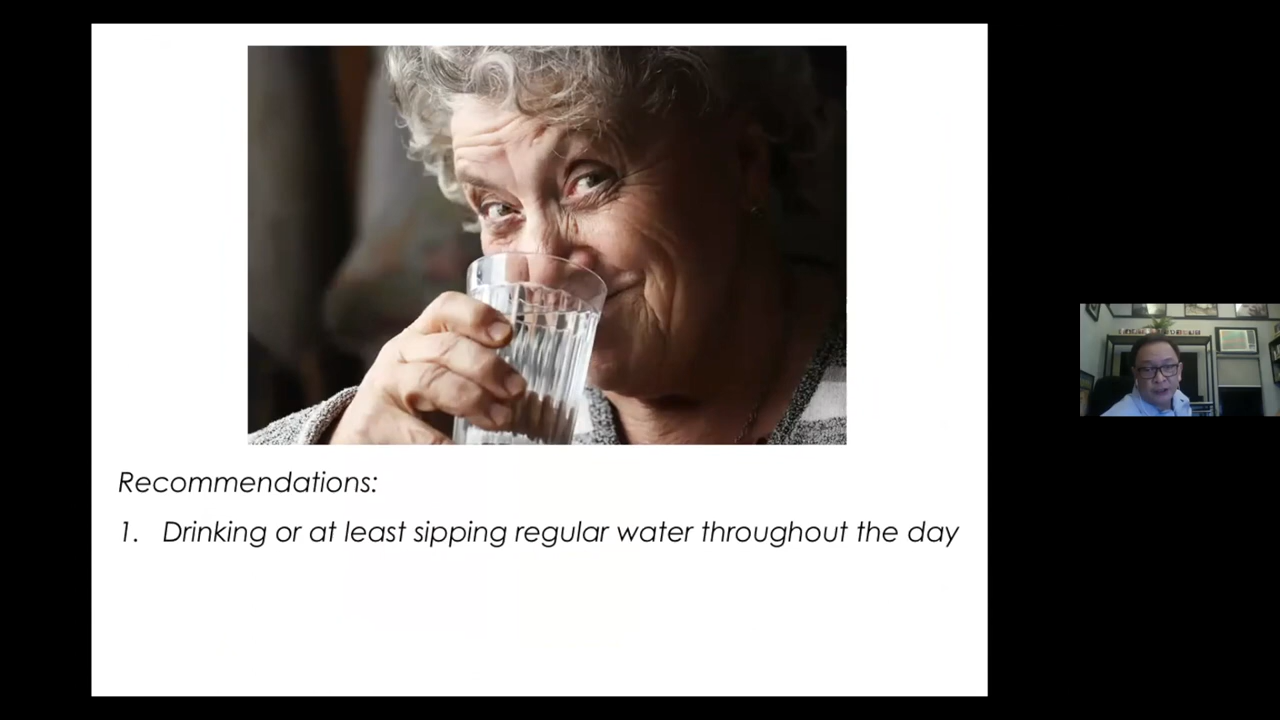 Recommendations:
1. Drinking or at least sipping regular water throughout the day